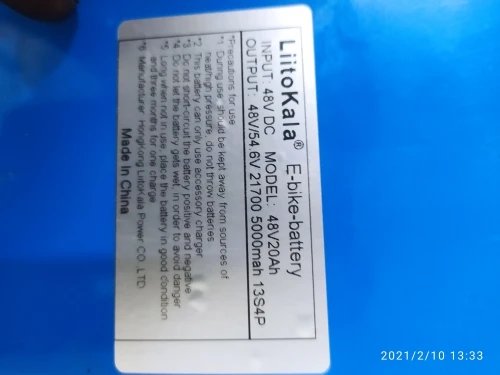 LiitoKala® E-bike-battery
INPUT: 48V DC MODEL: 48V20Ah
OUTPUT: 48V/54.6V 21700 5000mah 13S4P
*Precautions for use
*1 During use, should be kept away from sources of
heat/high pressure, do not throw batteries
*2 This battery can only use accessory charger
*3 Do not short-circuit the battery positive and negative
*4 Do not let the battery gets wet, in order to avoid danger
*5 Long when not in use, place the battery in good condition
and three months for one charge
*6 Manufacturer: HongKong LiitoKala Power CO., LTD
Made In China
2021/2/10 13:33